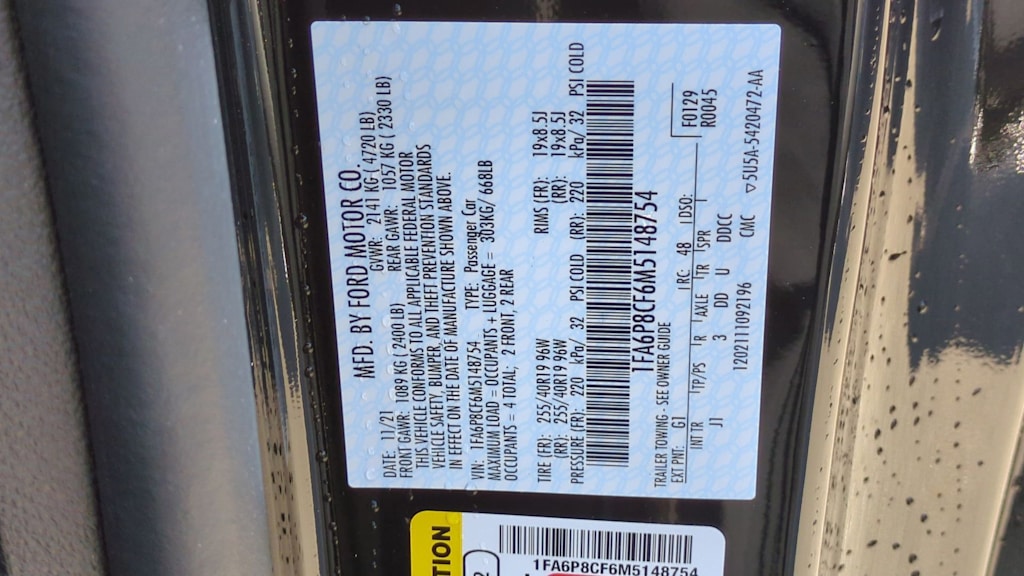 MFD. BY FORD MOTOR CO.
DATE: 11/21 GVWR: 2141 KG ( 4720 LB)
FRONT GAWR: 1089 KG ( 2400 LB) REAR GAWR: 1057 KG ( 2330 LB)
THIS VEHICLE CONFORMS TO ALL APPLICABLE FEDERAL MOTOR
VEHICLE SAFETY, BUMPER, AND THEFT PREVENTION STANDARDS
IN EFFECT ON THE DATE OF MANUFACTURE SHOWN ABOVE.
VIN: 1FA6P8CF6M5148754 TYPE: Passenger Car
MAXIMUM LOAD = OCCUPANTS + LUGGAGE = 303KG/ 668LB
OCCUPANTS - 4 TOTAL; 2 FRONT, 2 REAR
TIRE (FR): 255/40R19 96W RIMS (FR): 19x8.5J
(RR): 255/40R19 96W (RR): 19x8.5J
PRESSURE (FR): 220 kPa/ 32 PSI COLD (RR): 220 kPa/ 32 PSI COLD
1FA6P8CF6M5148754
TRAILER TOWING - SEE OWNER GUIDE F0129
EXT PNT: G1 RC: 48 DSO: R0045
INT TR TP/PS R AXLE TR SPR
J1 3 DD U DDCC
120211109219­6 CMC ▽5U5A-5420472-AA
TION
1FA6P8CF6M5148754